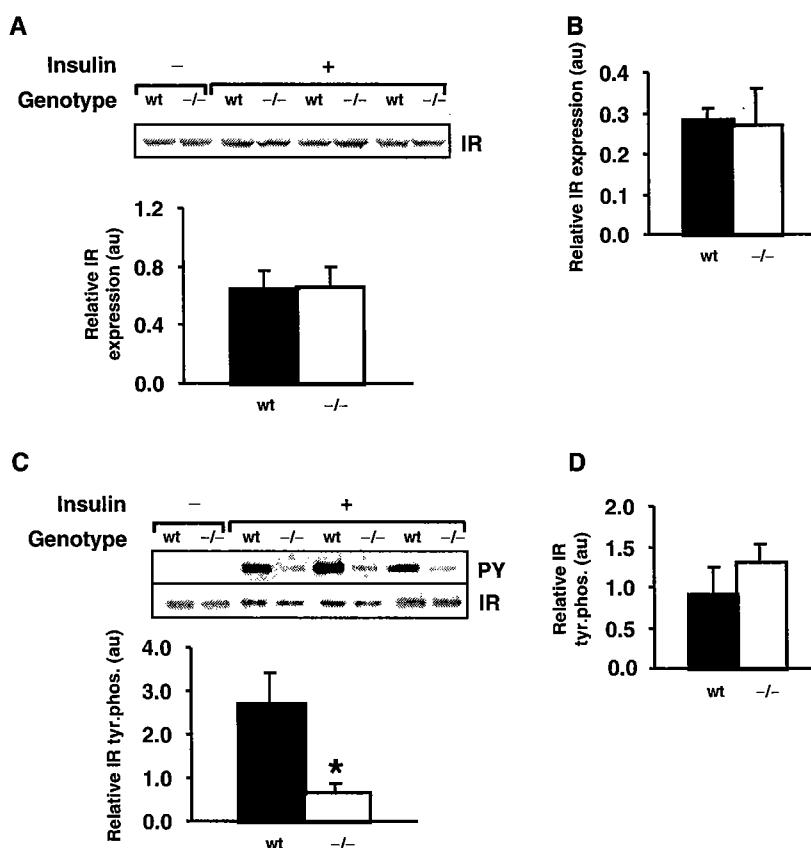 A
Insulin – +
Genotype wt –/– wt –/– wt –/– wt –/–
IR
Relative IR
expression (au)
1.2
0.8
0.4
0.0
wt –/–
B
Relative IR expression (au)
0.4
0.3
0.2
0.1
0
wt –/–
C
Insulin – +
Genotype wt –/– wt –/– wt –/– wt –/–
PY
IR
Relative IR tyr.phos. (au)
4.0
3.0
2.0
1.0
0.0
*
wt –/–
D
Relative IR
tyr.phos. (au)
2.0
1.5
1.0
0.5
0.0
wt –/–